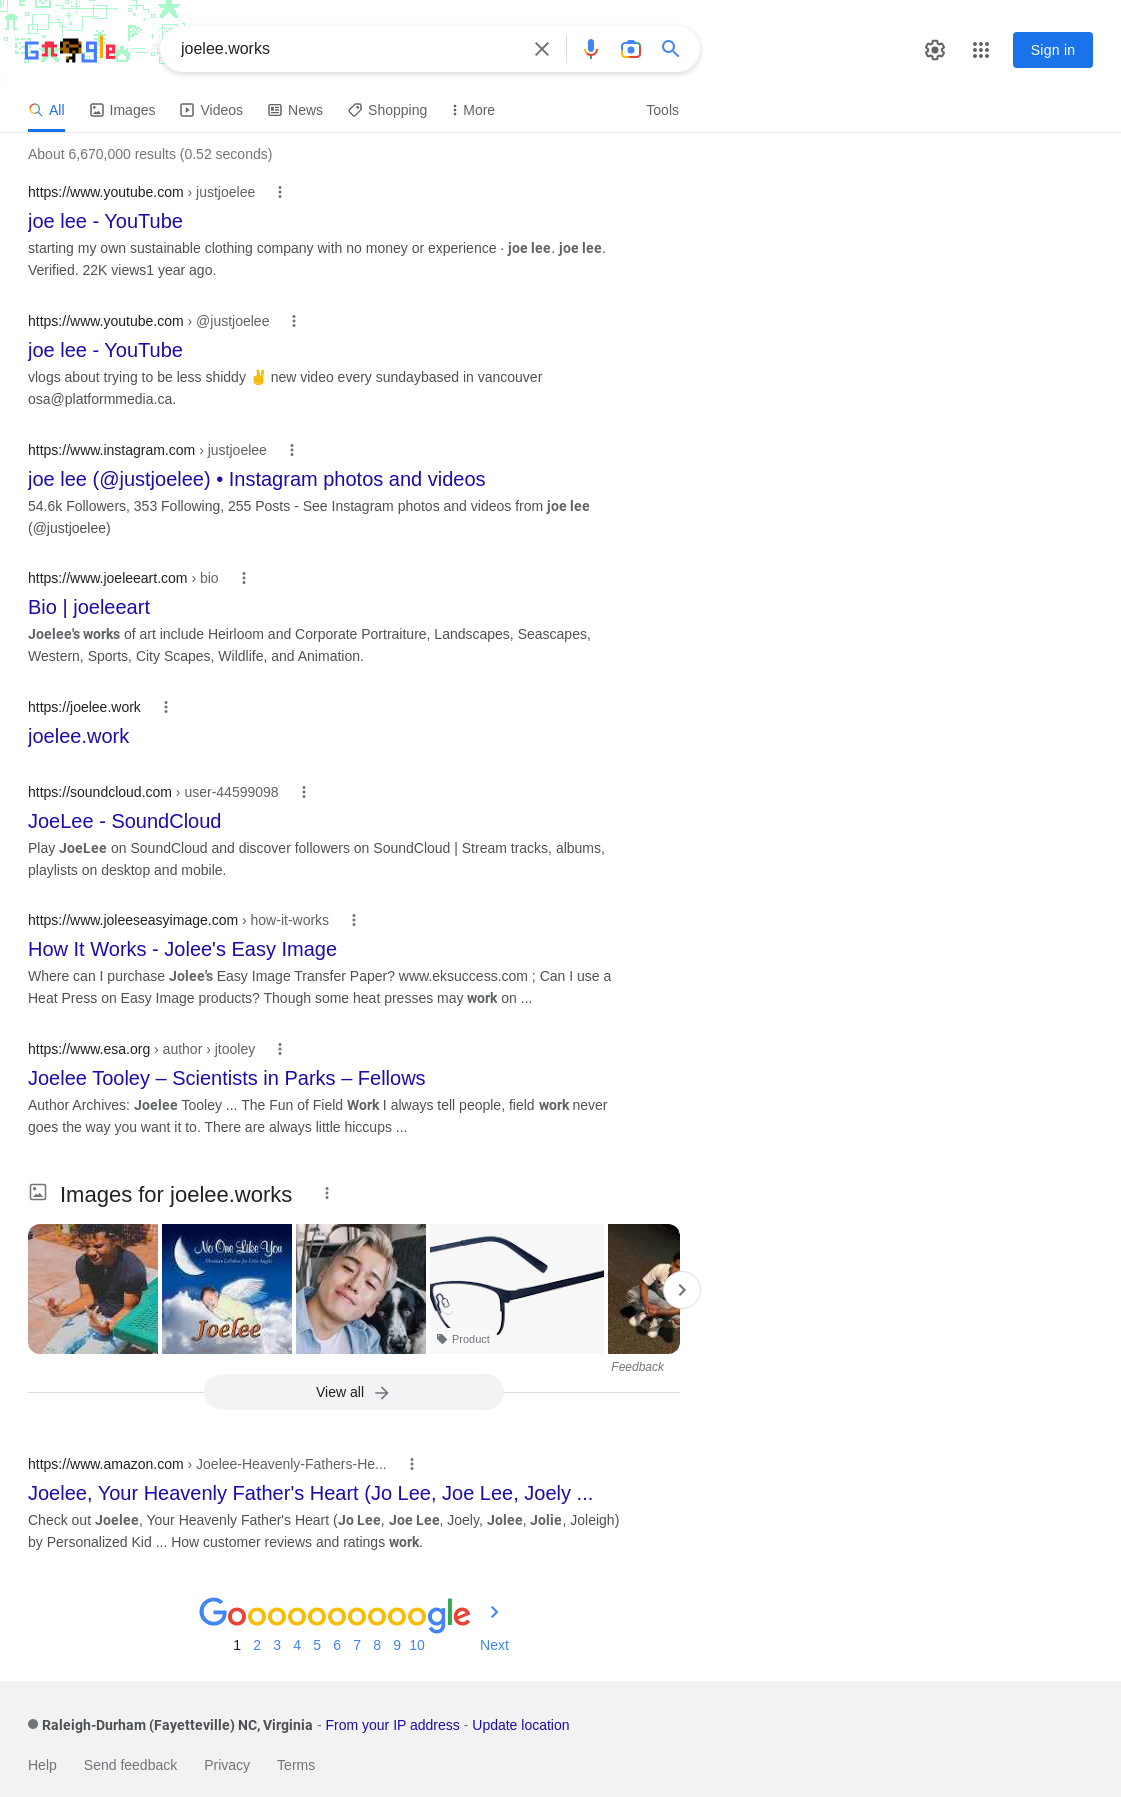 Google
joelee.works
Sign in
All Images Videos News Shopping More Tools
About 6,670,000 results (0.52 seconds)
https://www.youtube.com › justjoelee
joe lee - YouTube
starting my own sustainable clothing company with no money or experience · joe lee. joe lee.
Verified. 22K views1 year ago.
https://www.youtube.com › @justjoelee
joe lee - YouTube
vlogs about trying to be less shiddy ✌ new video every sundaybased in vancouver
osa@platformmedia.ca.
https://www.instagram.com › justjoelee
joe lee (@justjoelee) • Instagram photos and videos
54.6k Followers, 353 Following, 255 Posts - See Instagram photos and videos from joe lee
(@justjoelee)
https://www.joeleeart.com › bio
Bio | joeleeart
Joelee's works of art include Heirloom and Corporate Portraiture, Landscapes, Seascapes,
Western, Sports, City Scapes, Wildlife, and Animation.
https://joelee.work
joelee.work
https://soundcloud.com › user-44599098
JoeLee - SoundCloud
Play JoeLee on SoundCloud and discover followers on SoundCloud | Stream tracks, albums,
playlists on desktop and mobile.
https://www.joleeseasyimage.com › how-it-works
How It Works - Jolee's Easy Image
Where can I purchase Jolee's Easy Image Transfer Paper? www.eksuccess.com ; Can I use a
Heat Press on Easy Image products? Though some heat presses may work on ...
https://www.esa.org › author › jtooley
Joelee Tooley – Scientists in Parks – Fellows
Author Archives: Joelee Tooley ... The Fun of Field Work I always tell people, field work never
goes the way you want it to. There are always little hiccups ...
Images for joelee.works
No One Like You
Joelee
Product
Feedback
View all
https://www.amazon.com › Joelee-Heavenly-Fathers-He...
Joelee, Your Heavenly Father's Heart (Jo Lee, Joe Lee, Joely ...
Check out Joelee, Your Heavenly Father's Heart (Jo Lee, Joe Lee, Joely, Jolee, Jolie, Joleigh)
by Personalized Kid ... How customer reviews and ratings work.
Goooooooooogle
1 2 3 4 5 6 7 8 9 10 Next
Raleigh-Durham (Fayetteville) NC, Virginia - From your IP address - Update location
Help Send feedback Privacy Terms